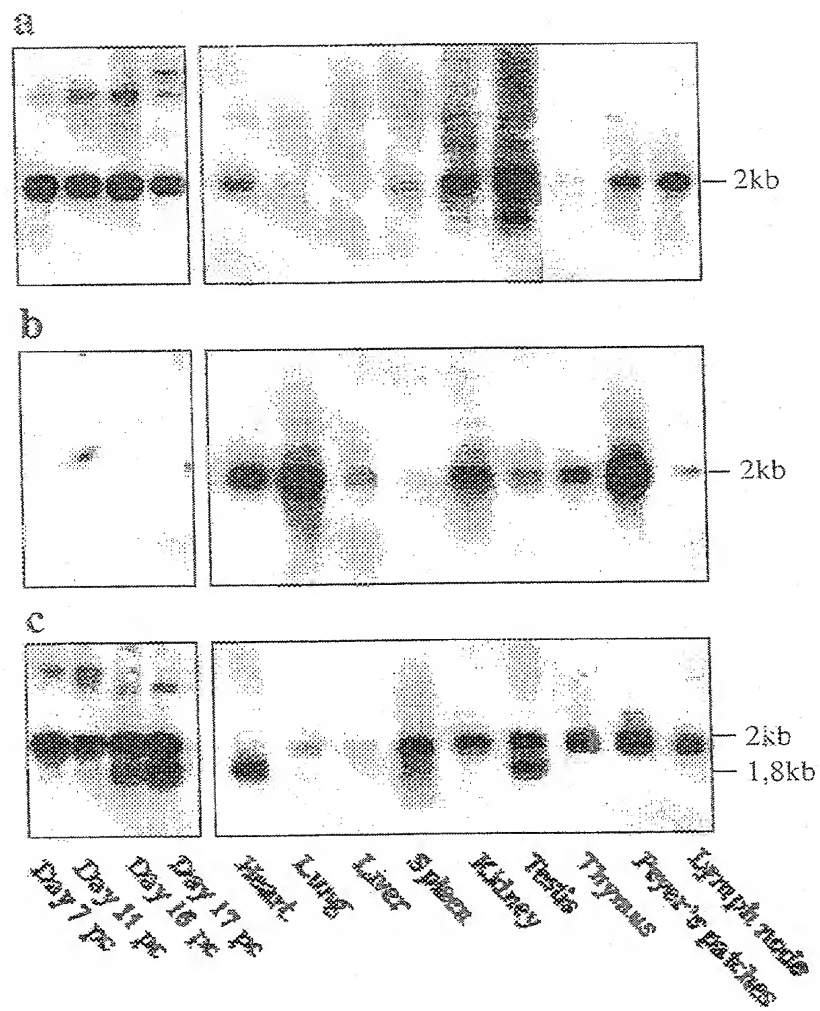 a
2kb
b
2kb
c
2kb
1,8kb
Day 7 pc
Day 11 pc
Day 16 pc
Day 17 pc
Heart
Lung
Liver
Spleen
Kidney
Testis
Thymus
Peyer's patches
Lymph node